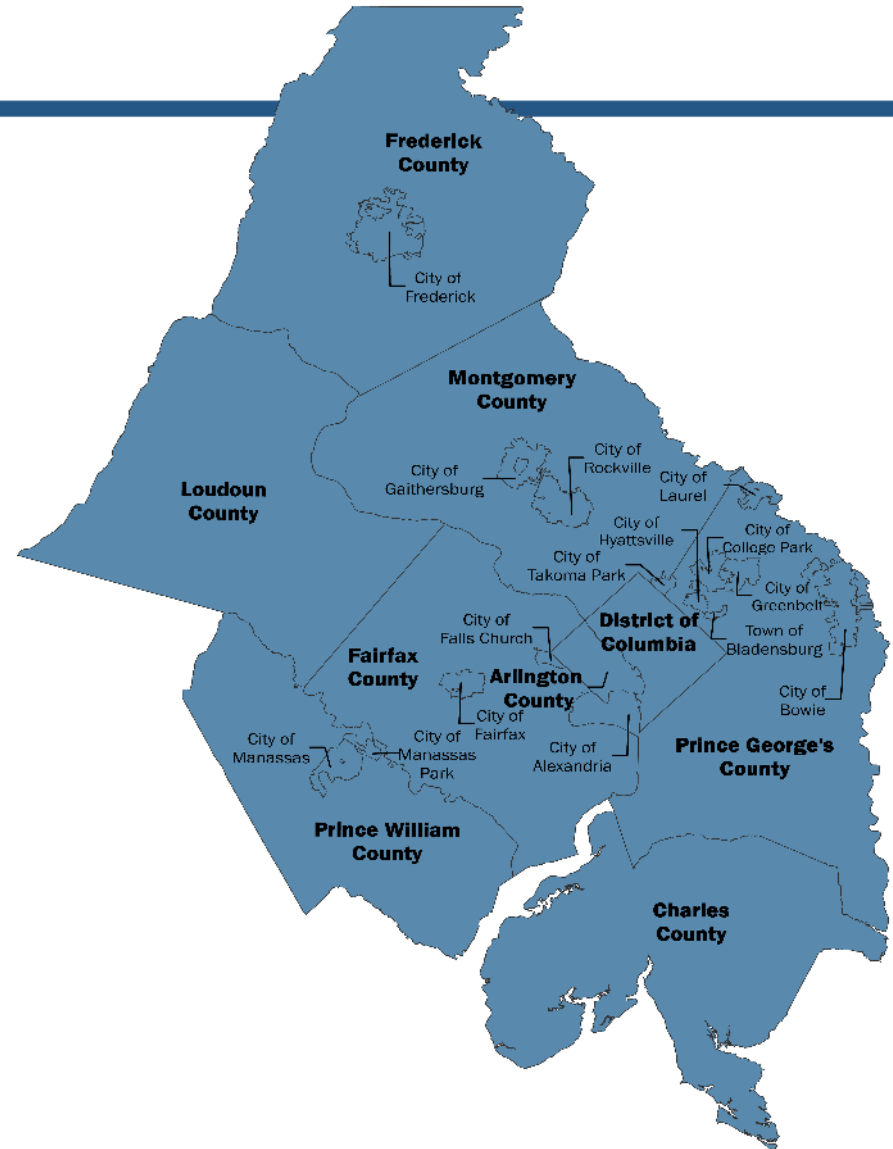 Frederick
County
City of
Frederick
Montgomery
County
City of
Rockville
City of
Gaithersburg
City of
Laurel
Loudoun
County
City of
Hyattsville
City of
College Park
City of
Takoma Park
City of
Greenbelt
City of
Falls Church
District of
Columbia
Town of
Bladensburg
Fairfax
County
Arlington
County
City of
Bowie
City of
Fairfax
City of
Manassas
City of
Manassas
Park
City of
Alexandria
Prince George's
County
Prince William
County
Charles
County